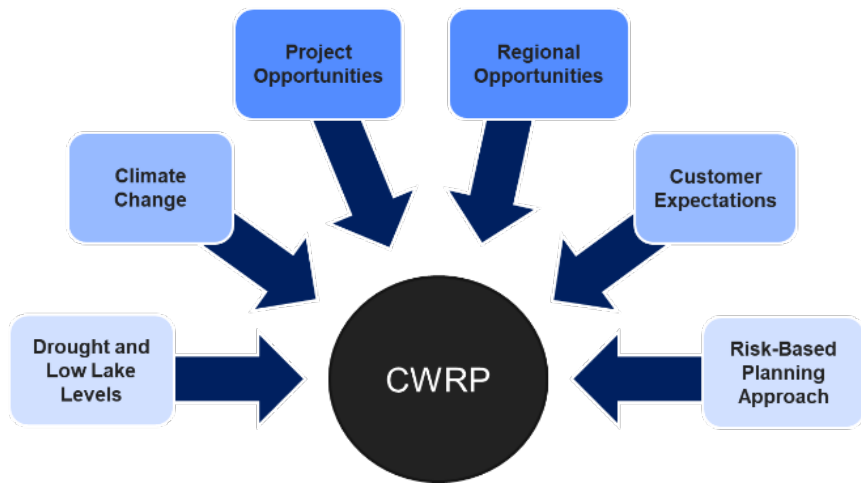 Project
Opportunities
Regional
Opportunities
Climate
Change
Customer
Expectations
Drought and
Low Lake
Levels
CWRP
Risk-Based
Planning
Approach